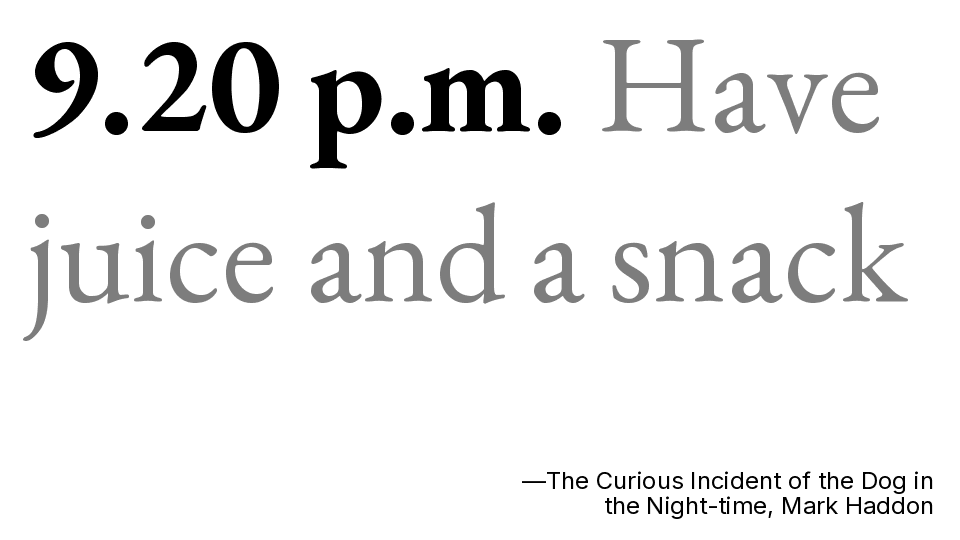 9.20 p.m. Have
juice and a snack
—The Curious Incident of the Dog in
the Night-time, Mark Haddon